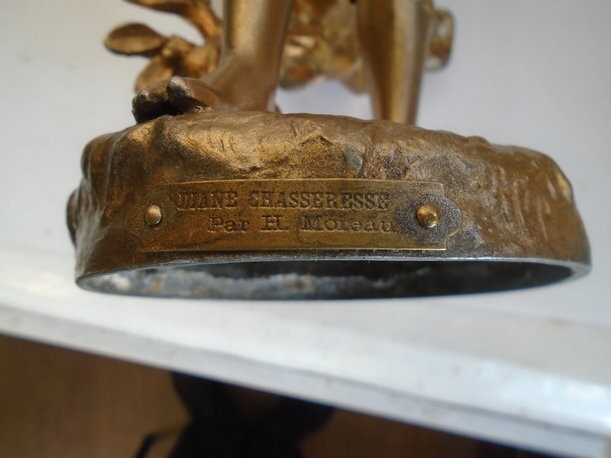 DIANE CHASSERESSE
Par H. Moreau